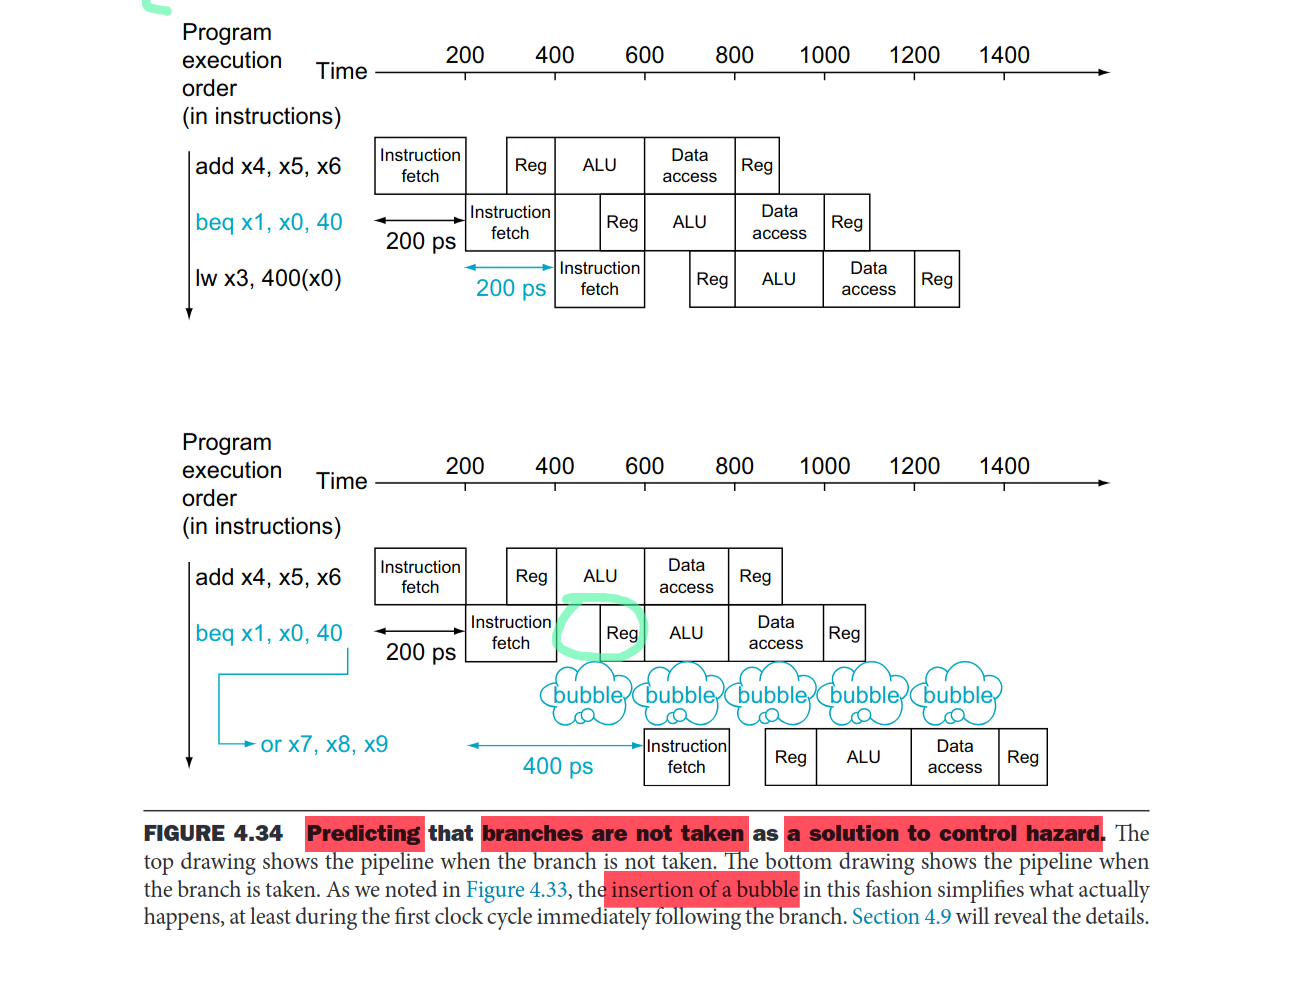 Program
execution
order
(in instructions)
Time
200 400 600 800 1000 1200 1400
add x4, x5, x6
Instruction
fetch
Reg
ALU
Data
access
Reg
beq x1, x0, 40
200 ps
Instruction
fetch
Reg
ALU
Data
access
Reg
lw x3, 400(x0)
200 ps
Instruction
fetch
Reg
ALU
Data
access
Reg
Program
execution
order
(in instructions)
Time
200 400 600 800 1000 1200 1400
add x4, x5, x6
Instruction
fetch
Reg
ALU
Data
access
Reg
beq x1, x0, 40
200 ps
Instruction
fetch
Reg
ALU
Data
access
Reg
bubble bubble bubble bubble bubble
or x7, x8, x9
400 ps
Instruction
fetch
Reg
ALU
Data
access
Reg
FIGURE 4.34 Predicting that branches are not taken as a solution to control hazard. The
top drawing shows the pipeline when the branch is not taken. The bottom drawing shows the pipeline when
the branch is taken. As we noted in Figure 4.33, the insertion of a bubble in this fashion simplifies what actually
happens, at least during the first clock cycle immediately following the branch. Section 4.9 will reveal the details.